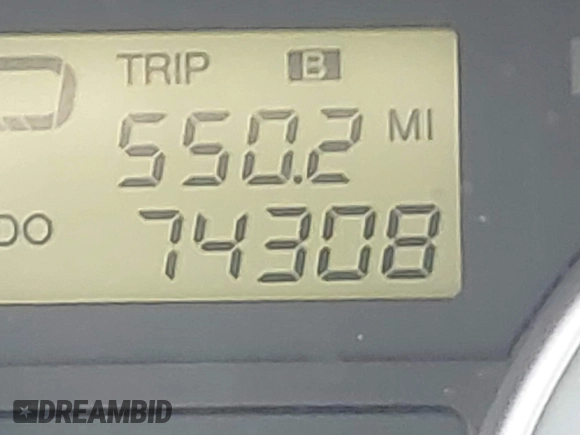 TRIP B
550.2 MI
DO 74308
DREAMBID